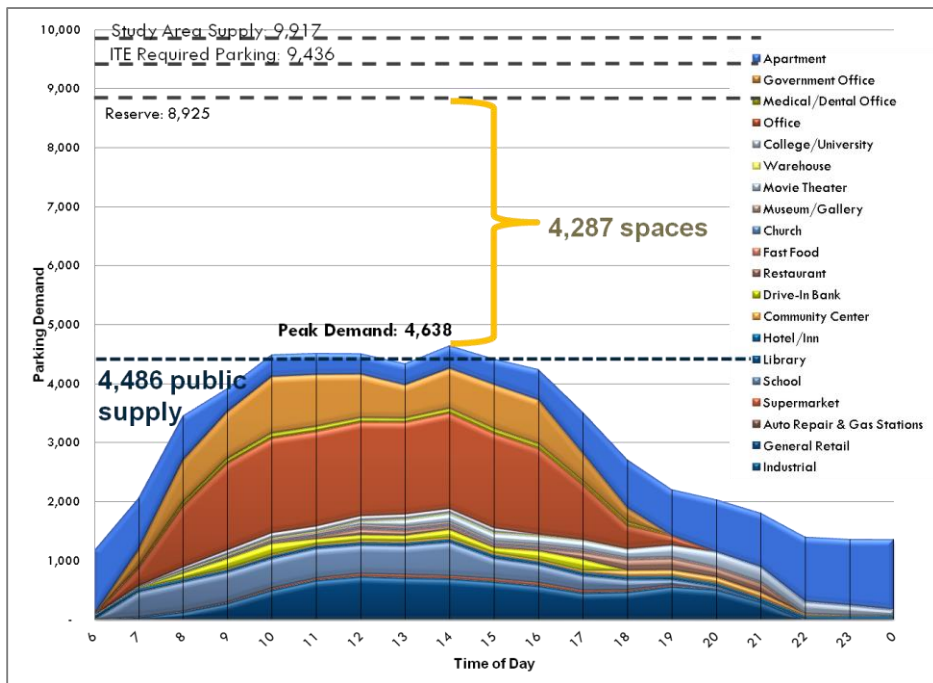 10,000
Study Area Supply: 9,917
ITE Required Parking: 9,436
9,000
Reserve: 8,925
8,000
7,000
6,000
5,000
4,000
3,000
2,000
1,000
-
Parking Demand
4,287 spaces
Peak Demand: 4,638
4,486 public
supply
Apartment
Government Office
Medical/Dental Office
Office
College/University
Warehouse
Movie Theater
Museum/Gallery
Church
Fast Food
Restaurant
Drive-In Bank
Community Center
Hotel/Inn
Library
School
Supermarket
Auto Repair & Gas Stations
General Retail
Industrial
6 7 8 9 10 11 12 13 14 15 16 17 18 19 20 21 22 23 0
Time of Day